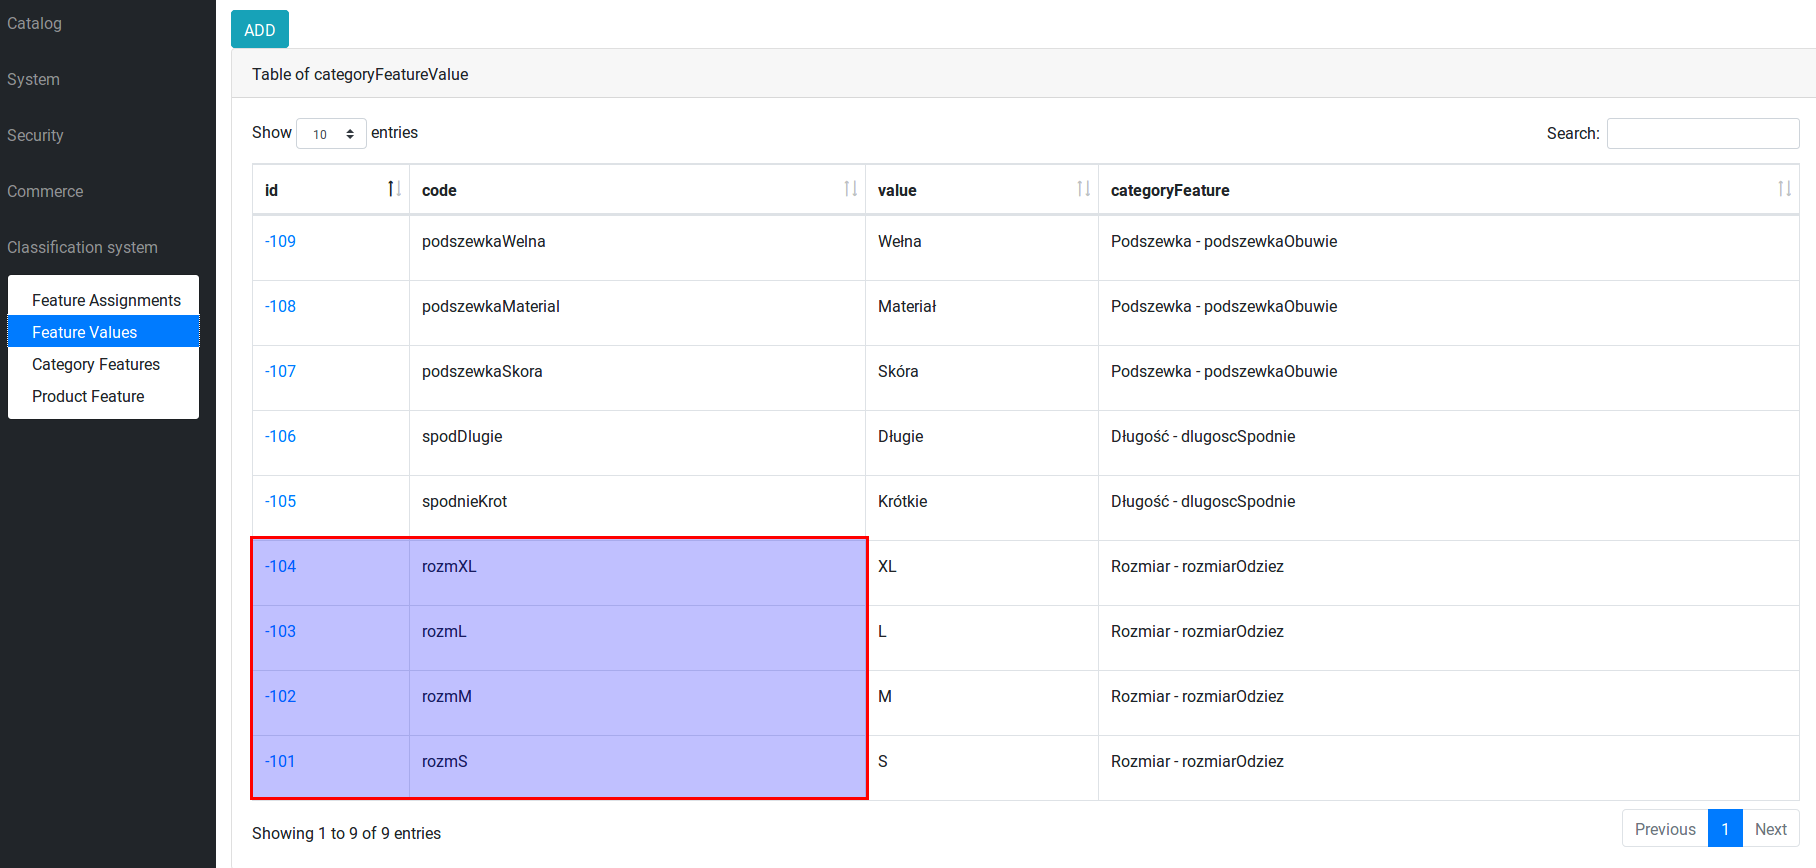 Catalog
System
Security
Commerce
Classification system
Feature Assignments
Feature Values
Category Features
Product Feature
ADD
Table of categoryFeatureValue
Show 10 entries Search:
id code value categoryFeature
-109 podszewkaWelna Wełna Podszewka - podszewkaObuwie
-108 podszewkaMaterial Materiał Podszewka - podszewkaObuwie
-107 podszewkaSkora Skóra Podszewka - podszewkaObuwie
-106 spodDlugie Długie Długość - dlugoscSpodnie
-105 spodnieKrot Krótkie Długość - dlugoscSpodnie
-104 rozmXL XL Rozmiar - rozmiarOdziez
-103 rozmL L Rozmiar - rozmiarOdziez
-102 rozmM M Rozmiar - rozmiarOdziez
-101 rozmS S Rozmiar - rozmiarOdziez
Showing 1 to 9 of 9 entries Previous 1 Next